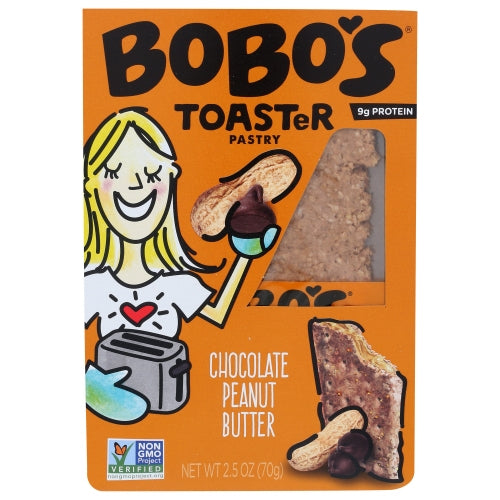 BOBO'S
TOASTeR
PASTRY
9g PROTEIN
BOBO'S
CHOCOLATE
PEANUT
BUTTER
NON
GMO
Project
VERIFIED
nongmoproject.org
NET WT 2.5 OZ (70g)